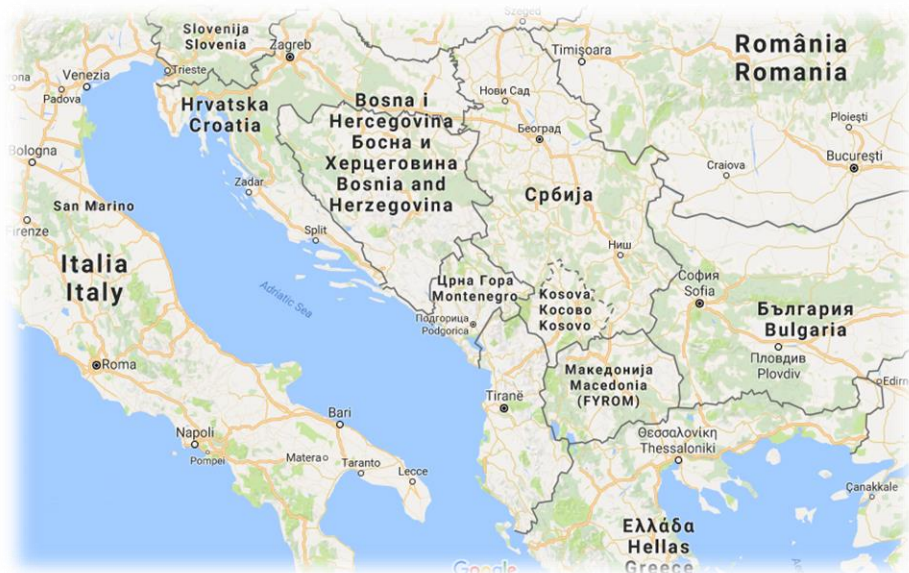 Szeged
Slovenija
Slovenia
Zagreb
Timișoara
România
Romania
Trieste
Venezia
Padova
Hrvatska
Croatia
Bosna i
Hercegovina
Босна и
Херцеговина
Bosnia and
Herzegovina
Нови Сад
Београд
Ploiești
București
Craiova
Bologna
Zadar
San Marino
Firenze
Split
Србија
Ниш
Italia
Italy
Adriatic Sea
Црна Гора
Montenegro
Подгорица
Podgorica
Kosova
Косово
Kosovo
София
Sofia
България
Bulgaria
Пловдив
Plovdiv
Roma
Македонија
Macedonia
(FYROM)
Tiranë
Bari
Napoli
Pompei
Matera
Taranto
Lecce
Θεσσαλονίκη
Thessaloniki
Çanakkale
Ελλάδα
Hellas
Greece
Google